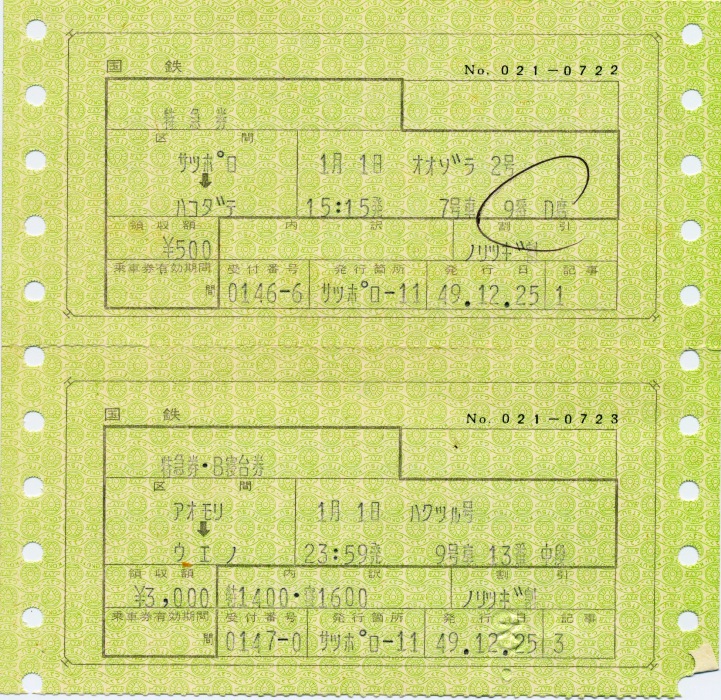 国鉄
No. 021-0722
特急券
区間
サツポロ
1月 1日 オオゾラ 2号
↓
ハコダテ
15:15発 7号車 9番 D席
領収額 内訳 割引
¥500 ノリツギ割
乗車券有効期間 受付番号 発行箇所 発行日 記事
間 0146-6 サツポロ-11 49.12.25 1
国鉄
No. 021-0723
特急券・B寝台券
区間
アオモリ
1月 1日 ハクツル号
↓
ウエノ
23:59発 9号車 13番 中段
領収額 内訳 割引
¥3,000 特1400・寝1600 ノリツギ割
乗車券有効期間 受付番号 発行箇所 発行日 記事
間 0147-0 サツポロ-11 49.12.25 3